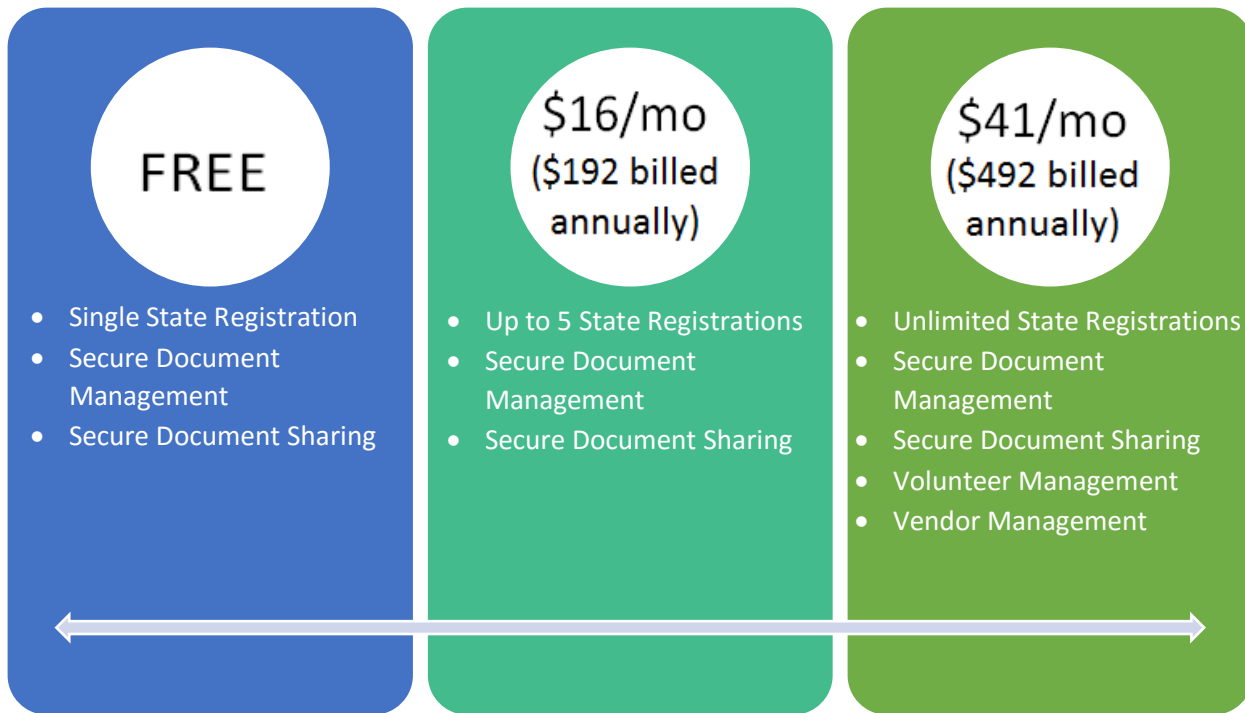 FREE
• Single State Registration
• Secure Document
Management
• Secure Document Sharing
$16/mo
($192 billed
annually)
• Up to 5 State Registrations
• Secure Document
Management
• Secure Document Sharing
$41/mo
($492 billed
annually)
• Unlimited State Registrations
• Secure Document
Management
• Secure Document Sharing
• Volunteer Management
• Vendor Management